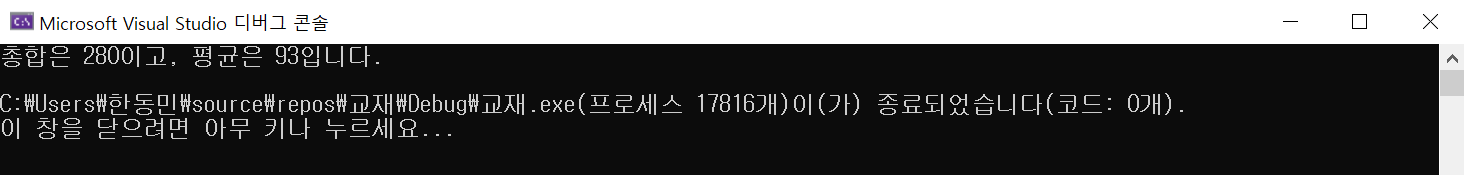 Microsoft Visual Studio 디버그 콘솔
총합은 280이고, 평균은 93입니다.
C:\Users\한동민\source\repos\교재\Debug\교재.exe(프로세스 17816개)이(가) 종료되었습니다(코드: 0개).
이 창을 닫으려면 아무 키나 누르세요...